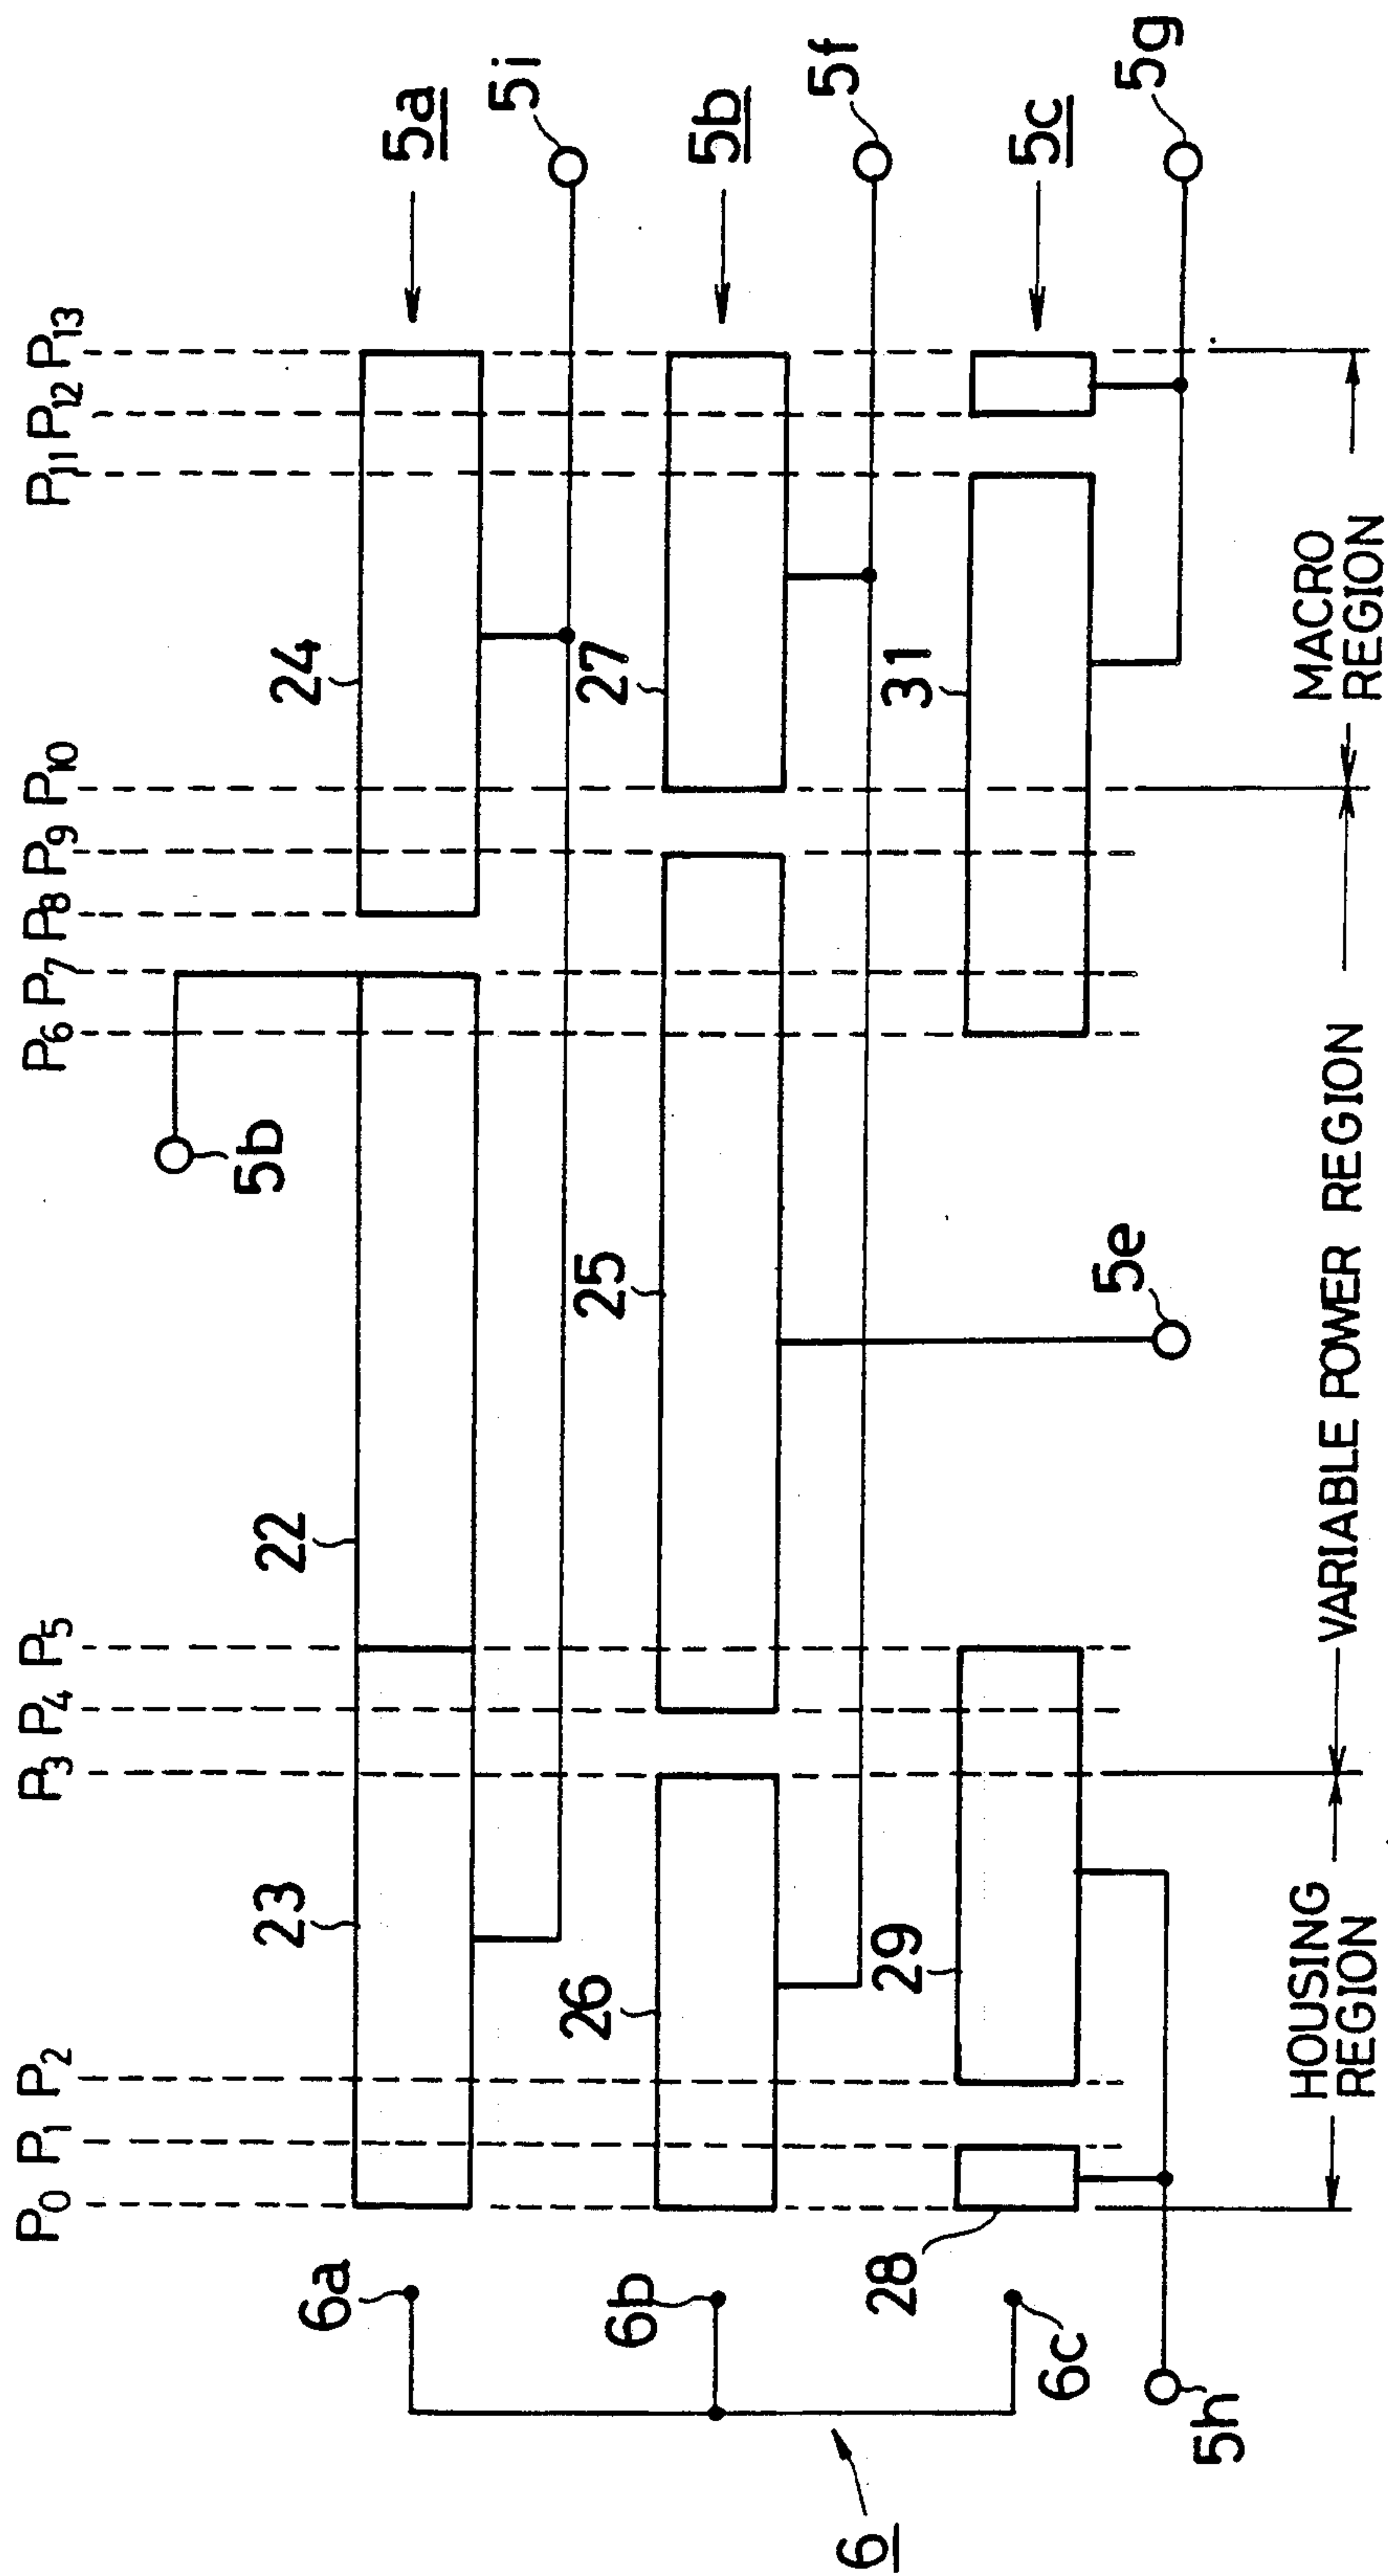 P0 P1 P2 P3 P4 P5 P6 P7 P8 P9 P10 P11 P12 P13
5b
22
23
24
5a
5i
6a
25
26
27
5b
5f
6b
28
29
31
5c
6c
5e
5g
5h
6
HOUSING
REGION
VARIABLE POWER REGION
MACRO
REGION